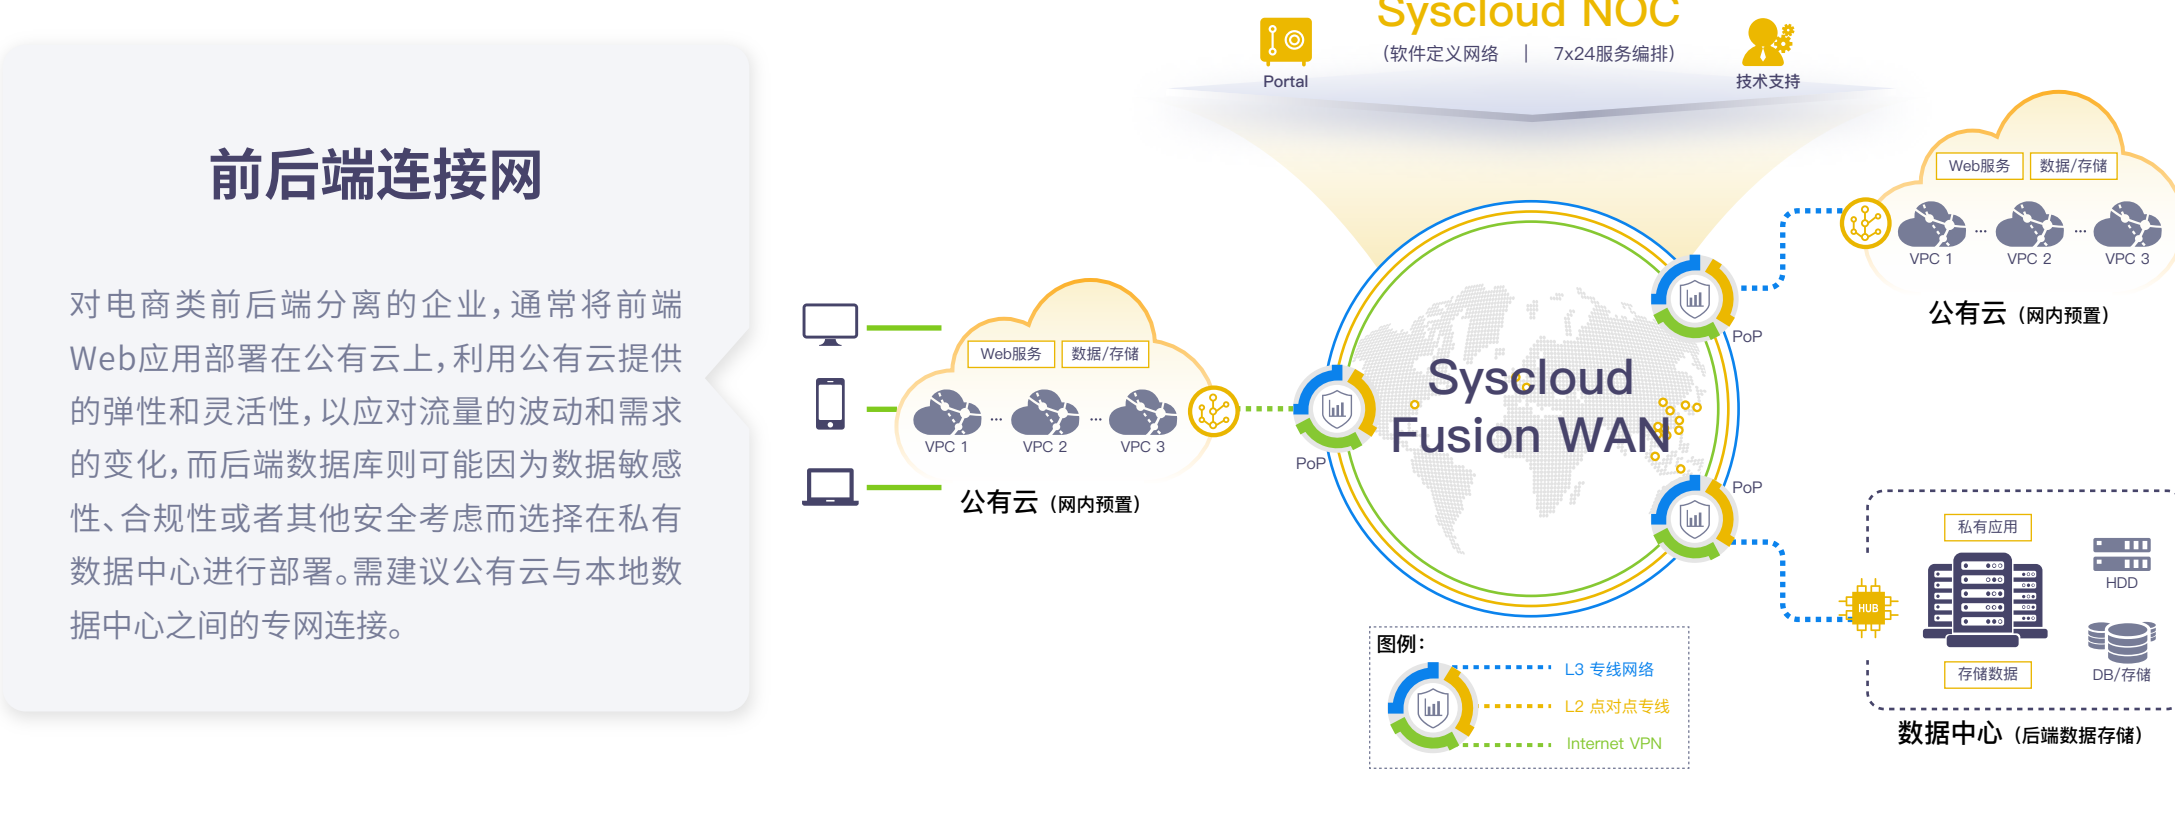 前后端连接网
对电商类前后端分离的企业，通常将前端
Web应用部署在公有云上，利用公有云提供
的弹性和灵活性，以应对流量的波动和需求
的变化，而后端数据库则可能因为数据敏感
性、合规性或者其他安全考虑而选择在私有
数据中心进行部署。需建议公有云与本地数
据中心之间的专网连接。
Syscloud NOC
(软件定义网络 | 7x24服务编排)
Portal
技术支持
Web服务 数据/存储
VPC 1 ... VPC 2 ... VPC 3
公有云（网内预置）
PoP
Syscloud
Fusion WAN
PoP
Web服务 数据/存储
VPC 1 ... VPC 2 ... VPC 3
公有云（网内预置）
PoP
私有应用
HDD
HUB
存储数据
DB/存储
数据中心（后端数据存储）
图例：
L3 专线网络
L2 点对点专线
Internet VPN